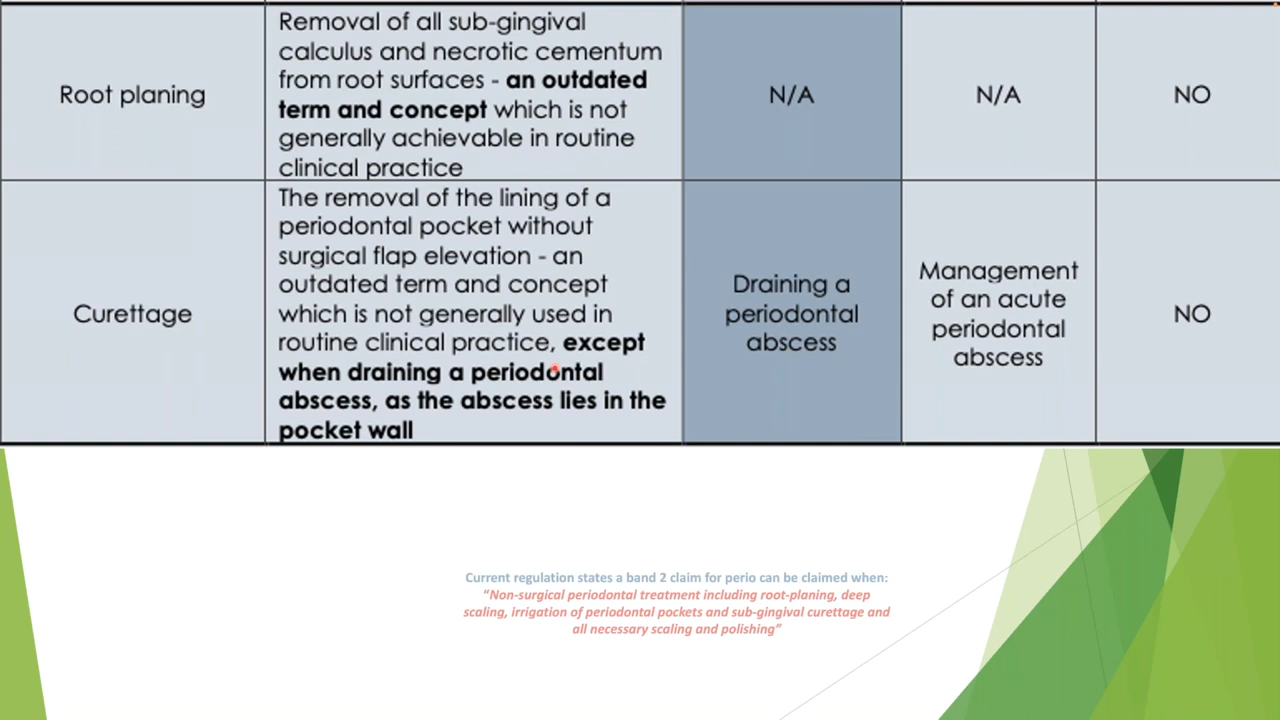 Root planing
Removal of all sub-gingival
calculus and necrotic cementum
from root surfaces - an outdated
term and concept which is not
generally achievable in routine
clinical practice
N/A
N/A
NO
Curettage
The removal of the lining of a
periodontal pocket without
surgical flap elevation - an
outdated term and concept
which is not generally used in
routine clinical practice, except
when draining a periodontal
abscess, as the abscess lies in the
pocket wall
Draining a
periodontal
abscess
Management
of an acute
periodontal
abscess
NO
Current regulation states a band 2 claim for perio can be claimed when:
“Non-surgical periodontal treatment including root-planing, deep
scaling, irrigation of periodontal pockets and sub-gingival curettage and
all necessary scaling and polishing”